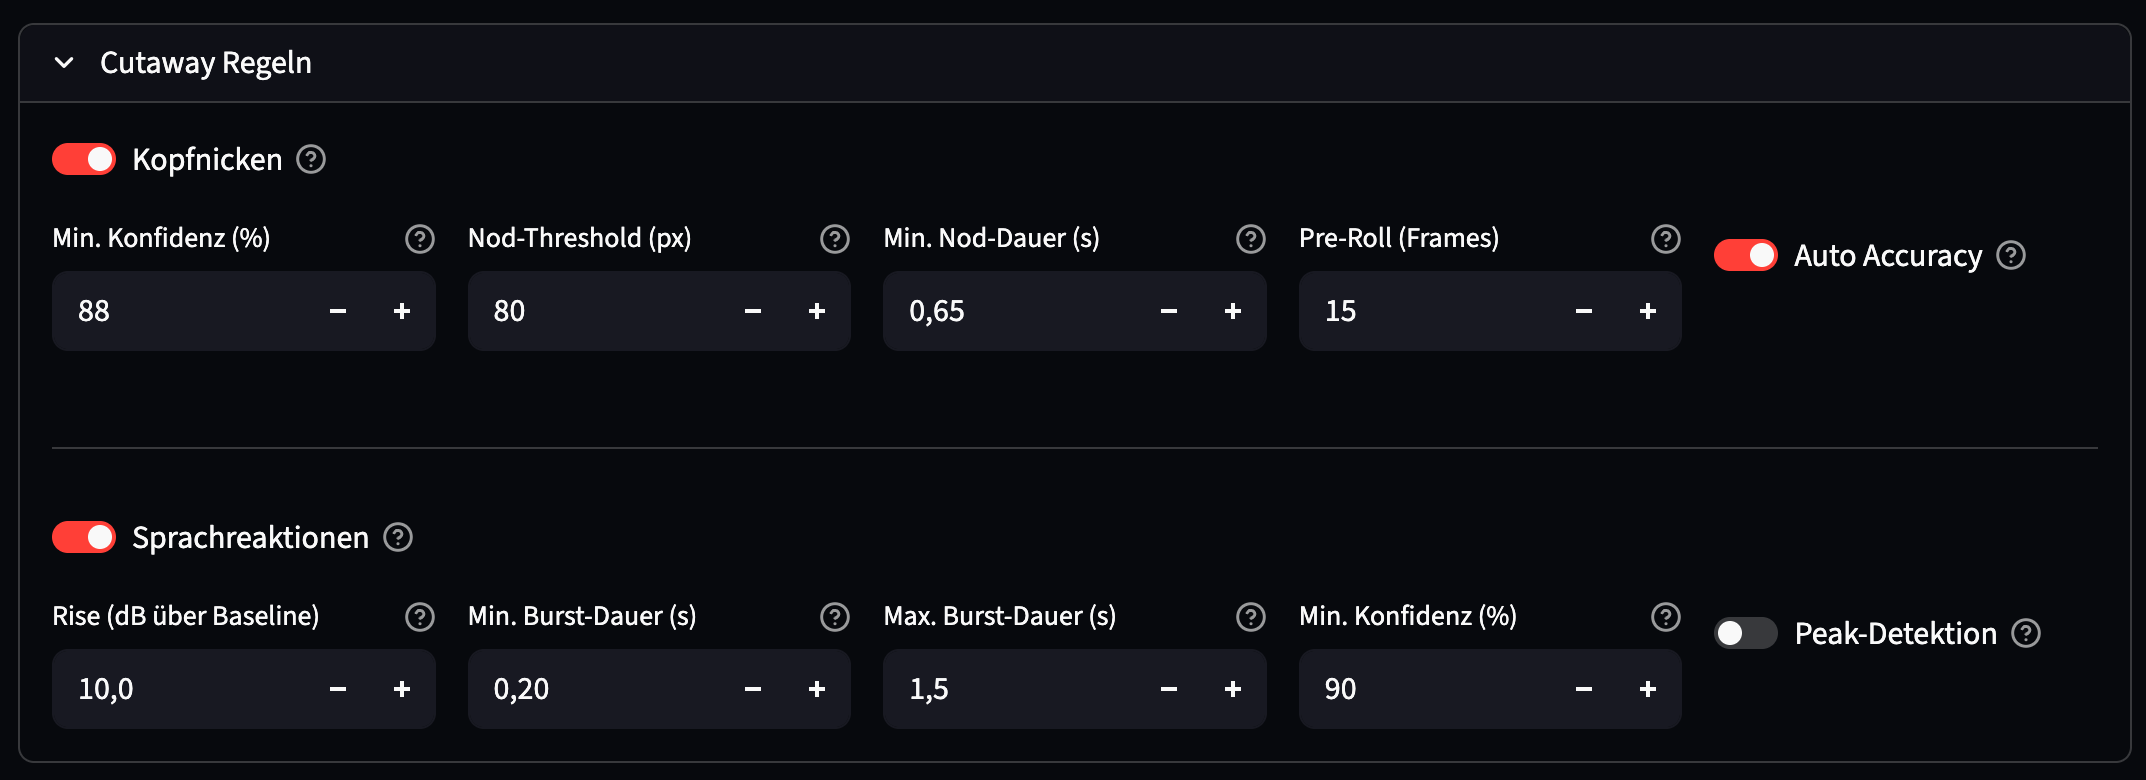 Cutaway Regeln
Kopfnicken ?
Min. Konfidenz (%) ? Nod-Threshold (px) ? Min. Nod-Dauer (s) ? Pre-Roll (Frames) ? Auto Accuracy ?
88 − + 80 − + 0,65 − + 15 − +
Sprachreaktionen ?
Rise (dB über Baseline) ? Min. Burst-Dauer (s) ? Max. Burst-Dauer (s) ? Min. Konfidenz (%) ? Peak-Detektion ?
10,0 − + 0,20 − + 1,5 − + 90 − +